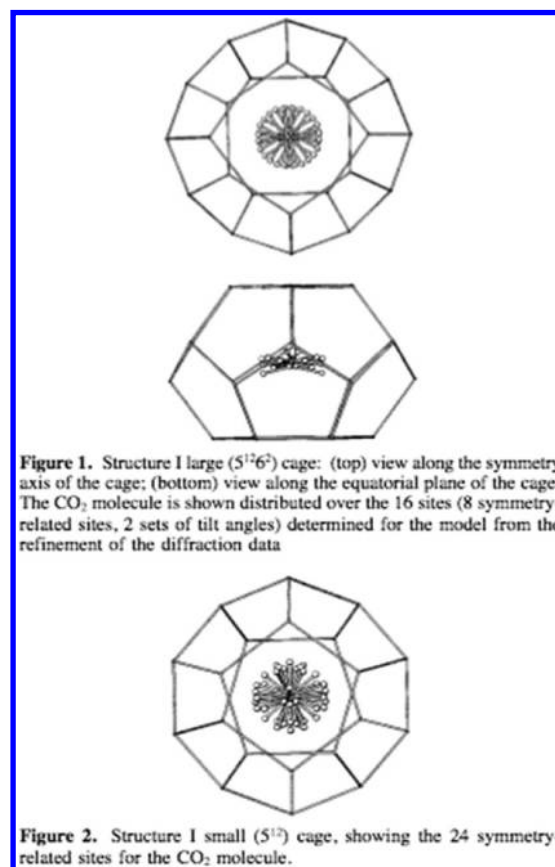 Figure 1. Structure I large (5¹²6²) cage: (top) view along the symmetry
axis of the cage; (bottom) view along the equatorial plane of the cage
The CO₂ molecule is shown distributed over the 16 sites (8 symmetry
related sites, 2 sets of tilt angles) determined for the model from the
refinement of the diffraction data
Figure 2. Structure I small (5¹²) cage, showing the 24 symmetry
related sites for the CO₂ molecule.